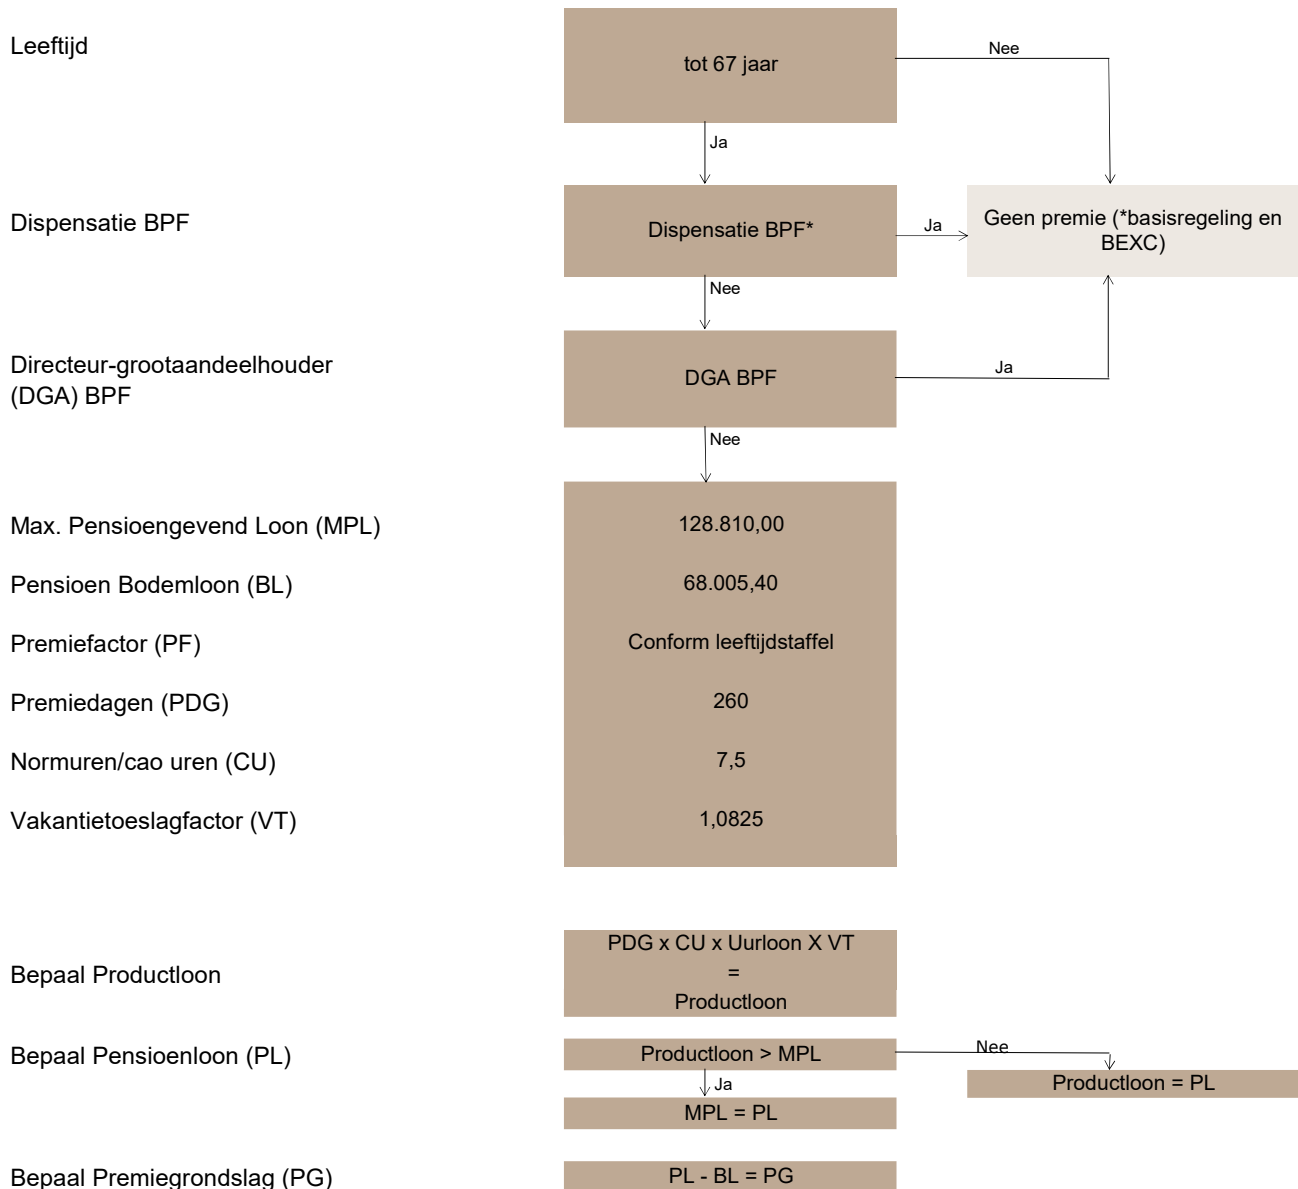 Leeftijd
tot 67 jaar
Nee
Ja
Dispensatie BPF
Dispensatie BPF*
Ja
Geen premie (*basisregeling en
BEXC)
Nee
Directeur-grootaandeelhouder
(DGA) BPF
DGA BPF
Ja
Nee
Max. Pensioengevend Loon (MPL)
128.810,00
Pensioen Bodemloon (BL)
68.005,40
Premiefactor (PF)
Conform leeftijdstaffel
Premiedagen (PDG)
260
Normuren/cao uren (CU)
7,5
Vakantietoeslagfactor (VT)
1,0825
Bepaal Productloon
PDG x CU x Uurloon X VT
=
Productloon
Bepaal Pensioenloon (PL)
Productloon > MPL
Nee
Productloon = PL
Ja
MPL = PL
Bepaal Premiegrondslag (PG)
PL - BL = PG